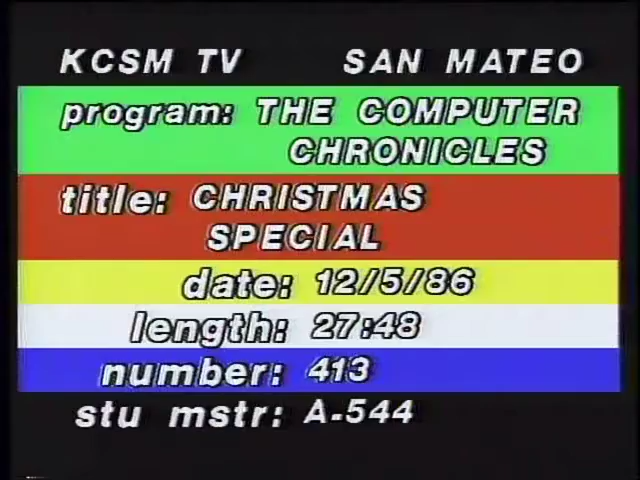 KCSM TV SAN MATEO
program: THE COMPUTER
CHRONICLES
title: CHRISTMAS
SPECIAL
date: 12/5/86
length: 27:48
number: 413
stu mstr: A-544